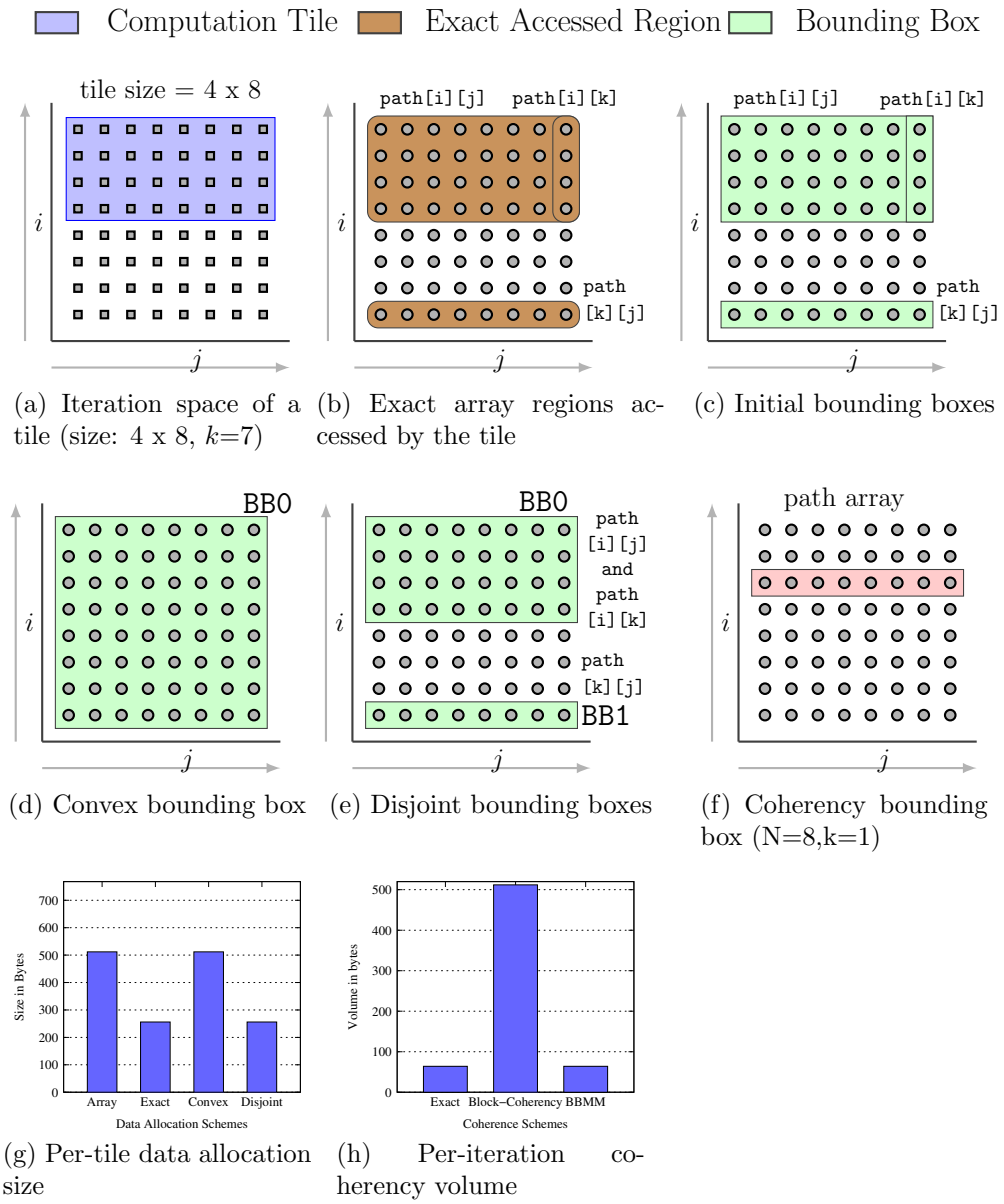 Computation Tile
Exact Accessed Region
Bounding Box
tile size = 4 x 8
i
j
(a) Iteration space of a
tile (size: 4 x 8, k=7)
path[i][j]
path[i][k]
i
path
[k][j]
j
(b) Exact array regions ac-
cessed by the tile
path[i][j]
path[i][k]
i
path
[k][j]
j
(c) Initial bounding boxes
BB0
i
j
(d) Convex bounding box
BB0
path
[i][j]
and
path
[i][k]
i
path
[k][j]
BB1
j
(e) Disjoint bounding boxes
path array
i
j
(f) Coherency bounding
box (N=8,k=1)
700
600
500
400
300
200
100
0
Size in Bytes
Array Exact Convex Disjoint
Data Allocation Schemes
(g) Per-tile data allocation
size
500
400
300
200
100
0
Volume in bytes
Exact Block−Coherency BBMM
Coherence Schemes
(h) Per-iteration co-
herency volume